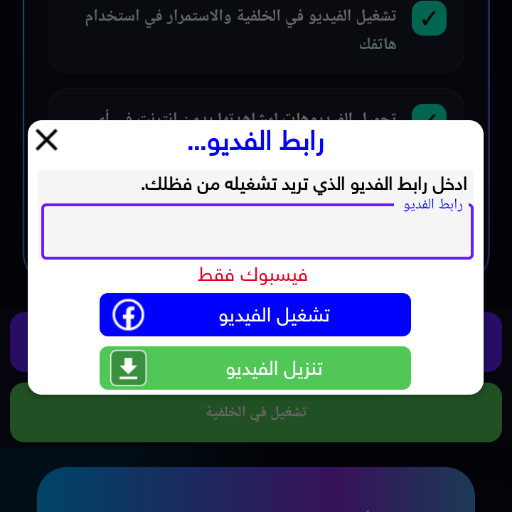 تشغيل الفيديو في الخلفية والاستمرار في استخدام
هاتفك
رابط الفديو...
ادخل رابط الفديو الذي تريد تشغيله من فظلك.
رابط الفديو
فيسبوك فقط
تشغيل الفيديو
تنزيل الفيديو
تشغيل في الخلفية